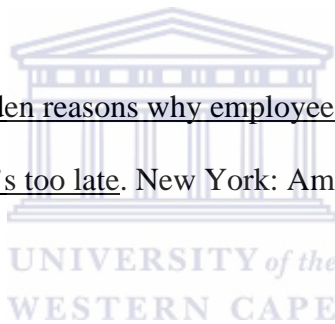 den reasons why employee
's too late. New York: Am
UNIVERSITY of the
WESTERN CAPE